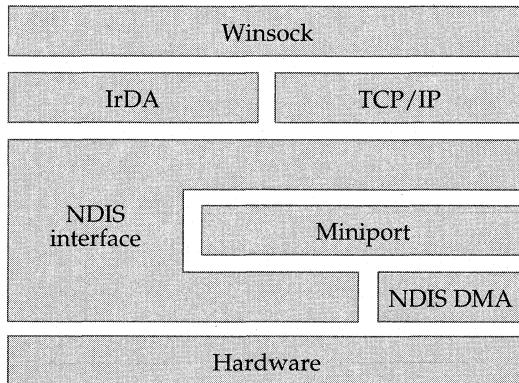 Winsock
IrDA
TCP/IP
NDIS
interface
Miniport
NDIS DMA
Hardware